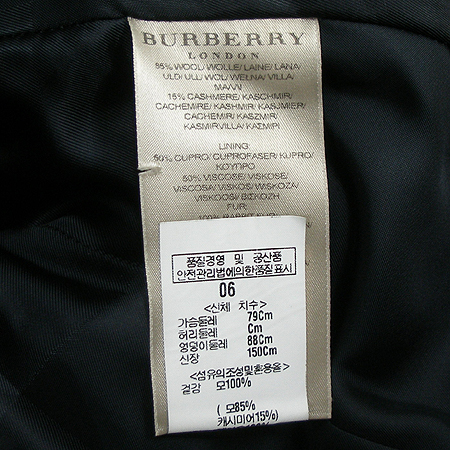 BURBERRY
LONDON
85% WOOL/WOLLE/LAINE/LANA/
ULD/ULL/WOL/WEŁNA/VILLA/
ΜΑΛΛΙ
15% CASHMERE/KASCHMIR/
CACHEMIRE/KASHMIR/KASJMIER/
CACHEMIR/KASZMIR/
KASMIRVILLA/ΚΑΣΜΙΡΙ
LINING:
50% CUPRO/CUPROFASER/KUPRO/
ΚΟΥΠΡΟ
50% VISCOSE/VISKOSE/
VISCOSA/VISKOS/WISKOZA/
VISKOOSI/ΒΙΣΚΟΖΗ
FUR:
100% RABBIT FUR
품질경영 및 공산품
안전관리법에의한품질표시
06
<신체 치수>
가슴둘레 79Cm
허리둘레 Cm
엉덩이둘레 88Cm
신장 150Cm
<섬유의조성및혼용율>
겉감 모100%
( 모85%
캐시미어15%)